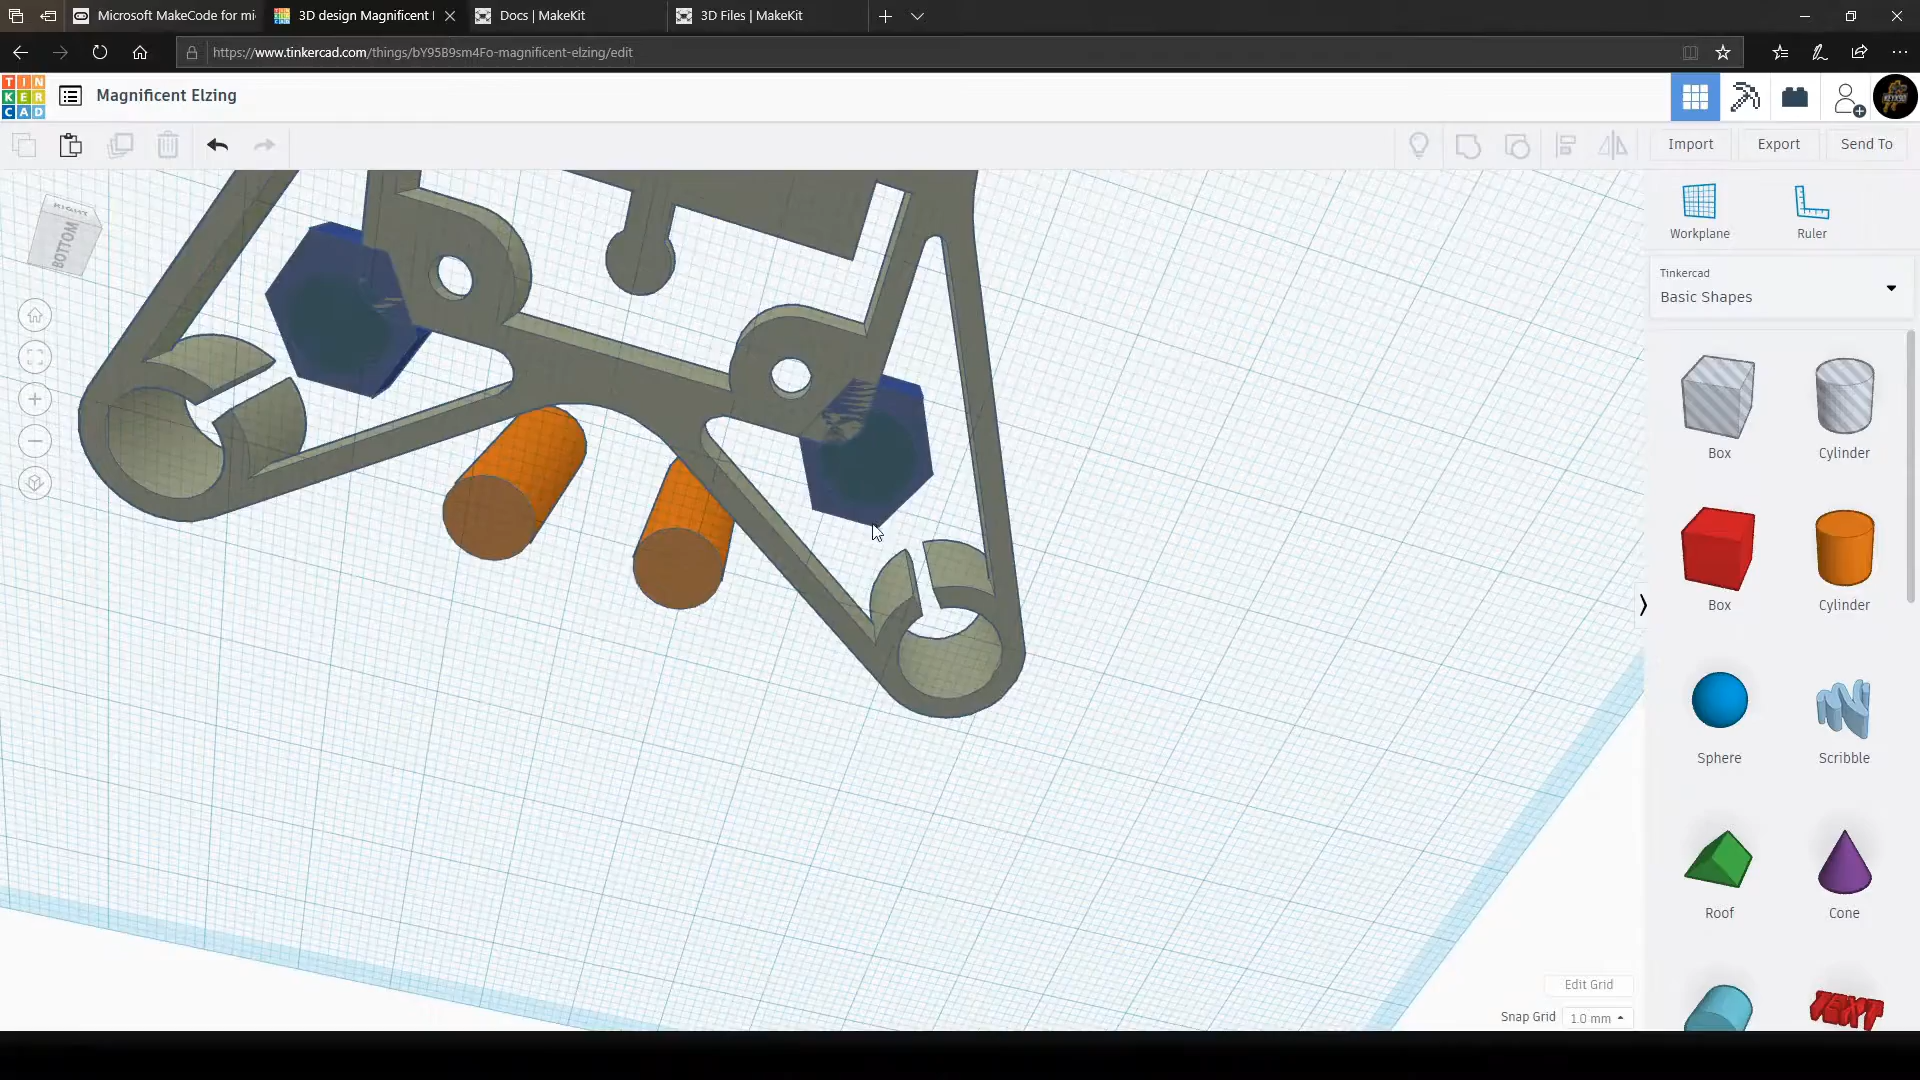 Microsoft MakeCode for mi
3D design Magnificent
Docs | MakeKit
3D Files | MakeKit
https://www.tinkercad.com/things/bY95B9sm4Fo-magnificent-elzing/edit
TIN
KER
CAD
Magnificent Elzing
Import
Export
Send To
RIGHT
BOTTOM
Workplane
Ruler
Tinkercad
Basic Shapes
Box
Cylinder
Box
Cylinder
Sphere
Scribble
Roof
Cone
TEXT
Edit Grid
Snap Grid
1.0 mm